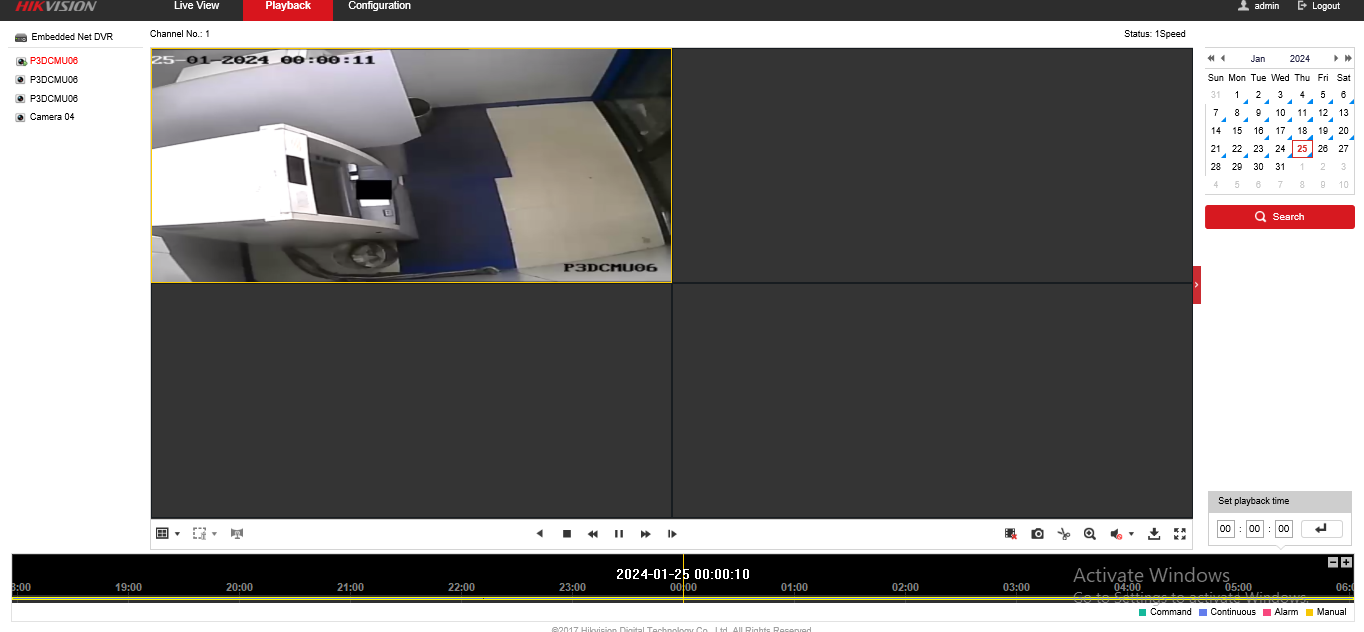 HIKVISION
Live View Playback Configuration
admin Logout
Embedded Net DVR
P3DCMU06
P3DCMU06
P3DCMU06
Camera 04
Channel No.: 1
Status: 1Speed
25-01-2024 00:00:11
P3DCMU06
Jan 2024
Sun Mon Tue Wed Thu Fri Sat
31 1 2 3 4 5 6
7 8 9 10 11 12 13
14 15 16 17 18 19 20
21 22 23 24 25 26 27
28 29 30 31 1 2 3
4 5 6 7 8 9 10
Search
Set playback time
00 : 00 : 00
2024-01-25 00:00:10
8:00 19:00 20:00 21:00 22:00 23:00 00:00 01:00 02:00 03:00 04:00 05:00 06:0
Activate Windows
Go to Settings to activate Windows.
Command Continuous Alarm Manual
©2017 Hikvision Digital Technology Co., Ltd. All Rights Reserved.